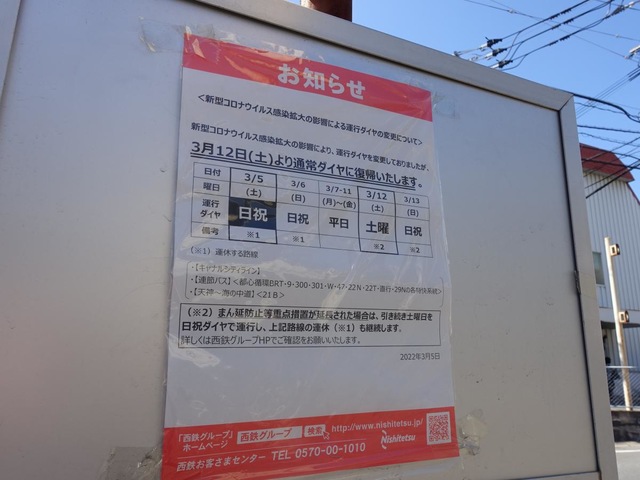 お知らせ
＜新型コロナウイルス感染拡大の影響による運行ダイヤの変更について＞
新型コロナウイルス感染拡大の影響により、運行ダイヤを変更しておりましたが、
3月12日(土)より通常ダイヤに復帰いたします。
日付 3/5 3/6 3/7-11 3/12 3/13
曜日 (土) (日) (月)～(金) (土) (日)
運行ダイヤ 日祝 日祝 平日 土曜 日祝
備考 ※1 ※1 ※2 ※2
(※1) 運休する路線
・【キャナルシティライン】
・【連節バス】＜都心循環BRT・9・300・301・W・47・22N・22T・直行・29Nの各特快系統＞
・【天神～海の中道】＜21B＞
(※2) まん延防止等重点措置が延長された場合は、引き続き土曜日を
日祝ダイヤで運行し、上記路線の運休（※1）も継続します。
詳しくは西鉄グループHPでご確認をお願いいたします。
2022年3月5日
「西鉄グループ」ホームページ 西鉄グループ 検索 http://www.nishitetsu.jp/
西鉄お客さまセンター TEL 0570-00-1010 Nishitetsu